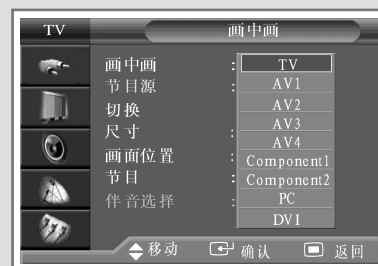 TV 画中画
画中画 : TV
节目源 : AV1
切换 AV2
尺寸 : AV3
AV4
画面位置 : Component1
节目 : Component2
伴音选择 : PC
DVI
移动 确认 返回